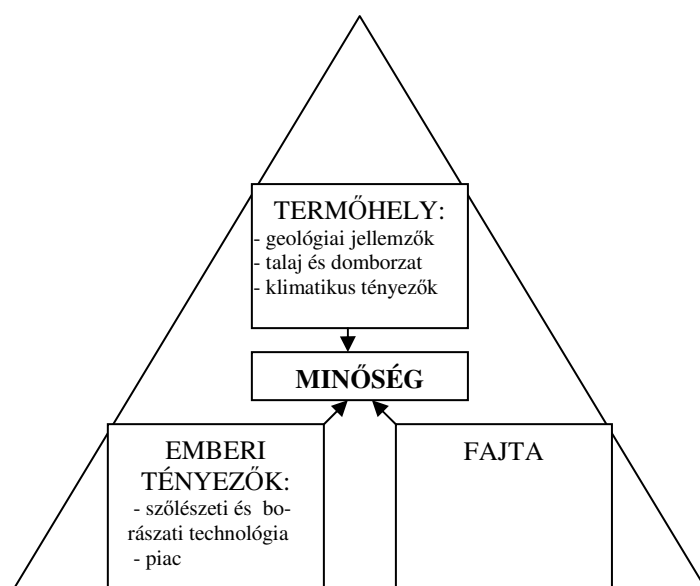 TERMŐHELY:
- geológiai jellemzők
- talaj és domborzat
- klimatikus tényezők
MINŐSÉG
EMBERI
TÉNYEZŐK:
- szőlészeti és bo-
rászati technológia
- piac
FAJTA